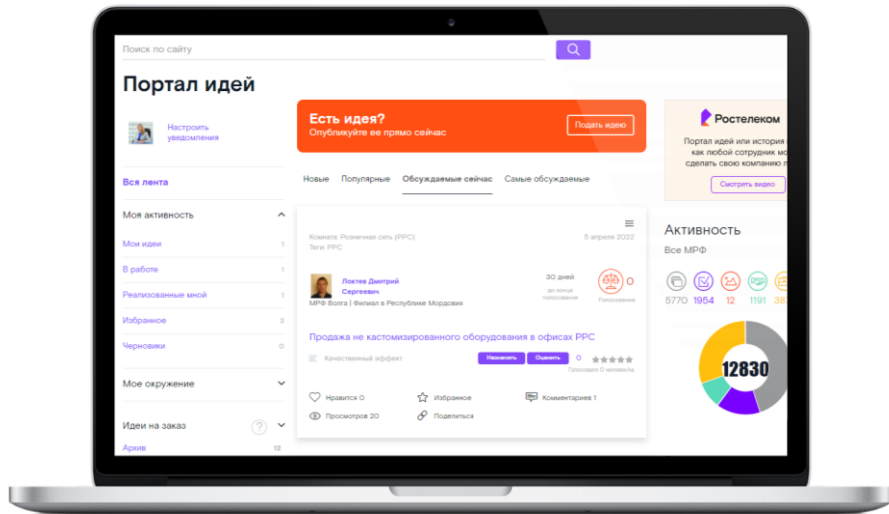 Поиск по сайту
Портал идей
Настроить
уведомления
Есть идея?
Опубликуйте ее прямо сейчас
Подать идею
Ростелеком
Портал идей или история
как любой сотрудник
сделать свою компанию
Смотреть видео
Вся лента
Новые Популярные Обсуждаемые сейчас Самые обсуждаемые
Моя активность
Мои идеи 1
В работе 1
Реализованные мной 1
Избранное 3
Черновики 0
Мое окружение
Идеи на заказ ?
Архив 12
Комната: Розничная сеть (РРС)
Теги: РРС
5 апреля 2022
Локтев Дмитрий
Сергеевич
МРФ Волга | Филиал в Республике Мордовия
30 дней
до конца
голосования
0
Голосование
Продажа не кастомизированного оборудования в офисах РРС
Качественный эффект
Назначить Оценить 0
Голосовало 0 человек/ка
Нравится 0 Избранное Комментариев 1
Просмотров 20 Поделиться
Активность
Все МРФ
5770 1954 12 1191
12830